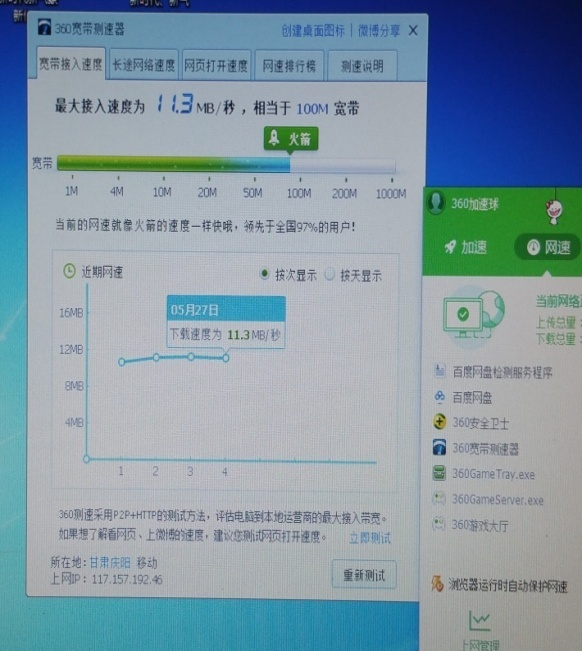 360宽带测速器
创建桌面图标 | 微博分享 ×
宽带接入速度 长途网络速度 网页打开速度 网速排行榜 测速说明
最大接入速度为 11.3 MB/秒，相当于 100M 宽带
火箭
宽带
1M 4M 10M 20M 50M 100M 200M 1000M
当前的网速就像火箭的速度一样快哦，领先于全国97%的用户!
近期网速 按次显示 按天显示
05月27日
下载速度为 11.3MB/秒
16MB
12MB
8MB
4MB
1 2 3 4
360测速采用P2P+HTTP的测试方法，评估电脑到本地运营商的最大接入带宽。
如果想了解看网页、上微博的速度，建议您测试网页打开速度。 立即测试
所在地:甘肃庆阳 移动
上网IP：117.157.192.46
重新测试
360加速球
加速 网速
当前网络
上传总量：
下载总量：
百度网盘检测服务程序
百度网盘
360安全卫士
360宽带测速器
360GameTray.exe
360GameServer.exe
360游戏大厅
浏览器运行时自动保护网速
上网管理